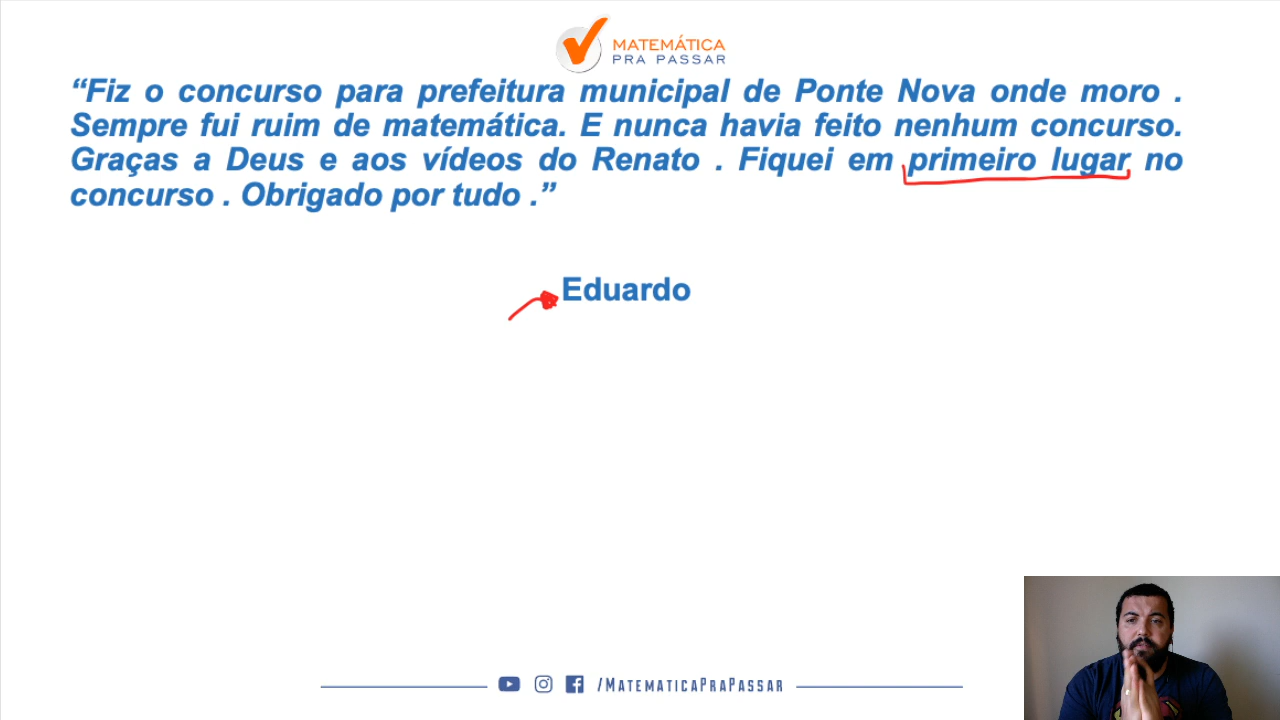 MATEMÁTICA
PRA PASSAR
“Fiz o concurso para prefeitura municipal de Ponte Nova onde moro .
Sempre fui ruim de matemática. E nunca havia feito nenhum concurso.
Graças a Deus e aos vídeos do Renato . Fiquei em primeiro lugar no
concurso . Obrigado por tudo .”
Eduardo
/MATEMATICAPRAPASSAR